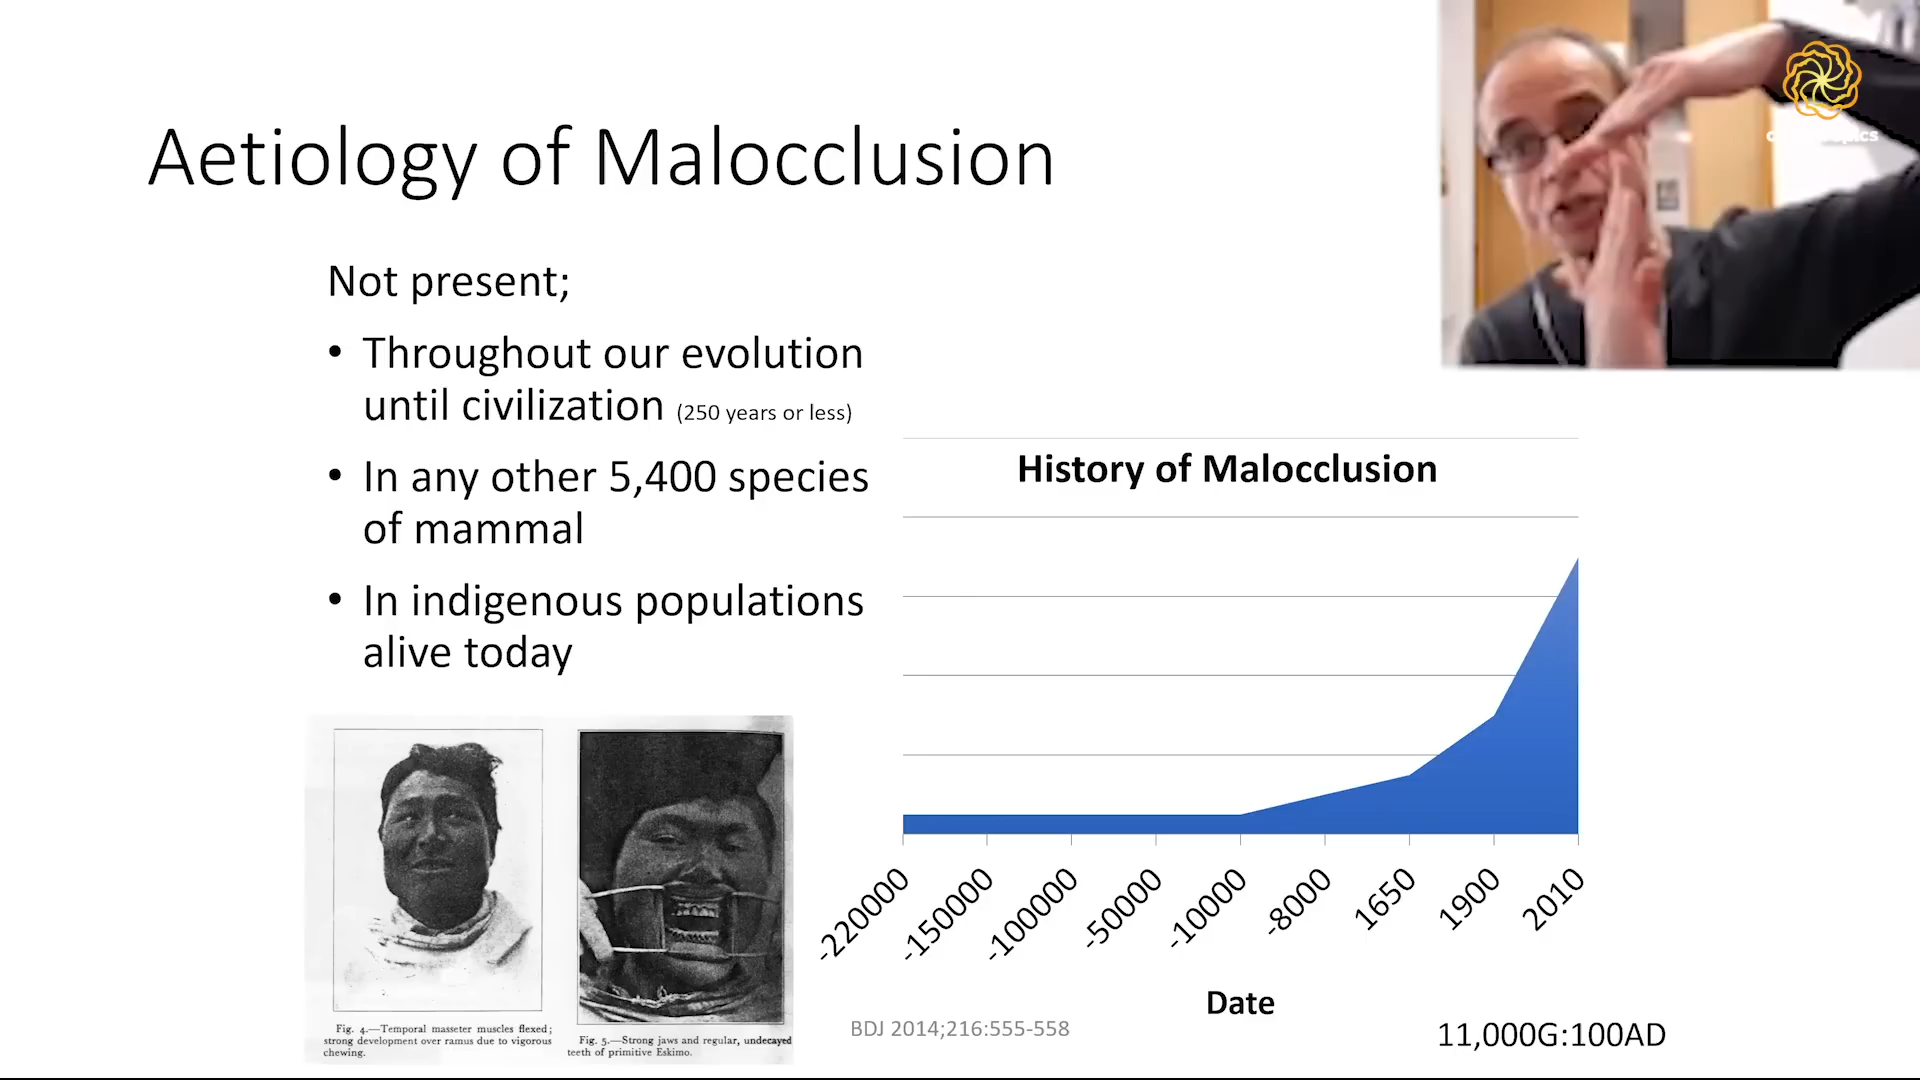 Aetiology of Malocclusion
Not present;
• Throughout our evolution
until civilization (250 years or less)
• In any other 5,400 species
of mammal
• In indigenous populations
alive today
Fig. 4.—Temporal masseter muscles flexed;
strong development over ramus due to vigorous
chewing.
Fig. 5.—Strong jaws and regular, undecayed
teeth of primitive Eskimo.
History of Malocclusion
-220000
-150000
-100000
-50000
-10000
-8000
1650
1900
2010
Date
BDJ 2014;216:555-558
11,000G:100AD